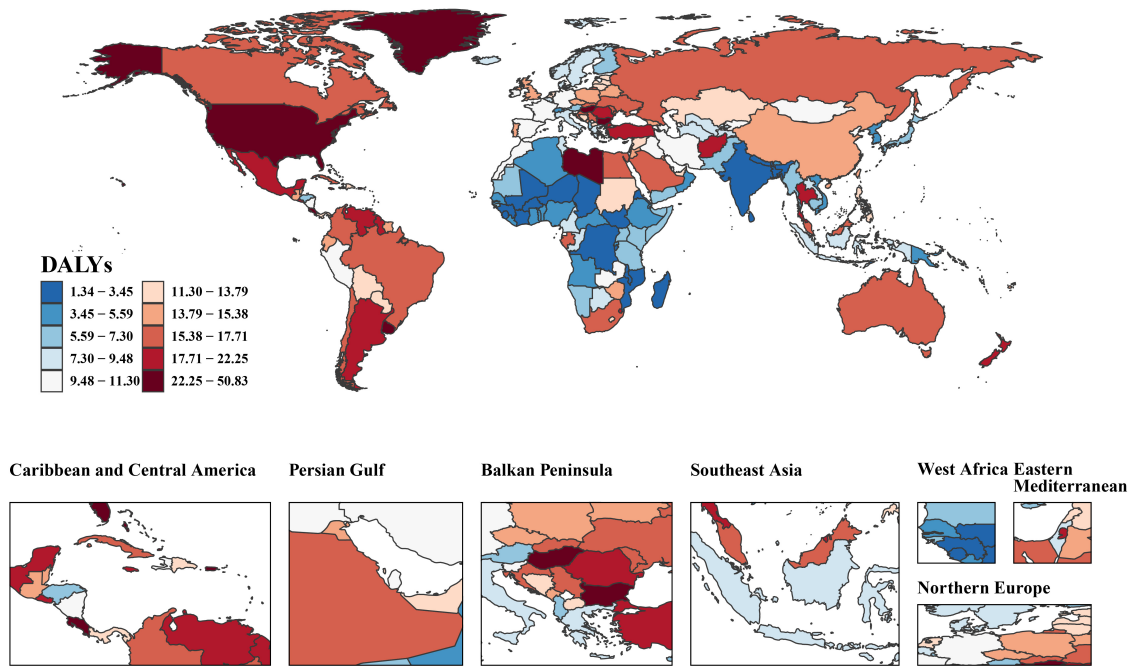 DALYs
1.34 – 3.45
3.45 – 5.59
5.59 – 7.30
7.30 – 9.48
9.48 – 11.30
11.30 – 13.79
13.79 – 15.38
15.38 – 17.71
17.71 – 22.25
22.25 – 50.83
Caribbean and Central America
Persian Gulf
Balkan Peninsula
Southeast Asia
West Africa
Eastern
Mediterranean
Northern Europe